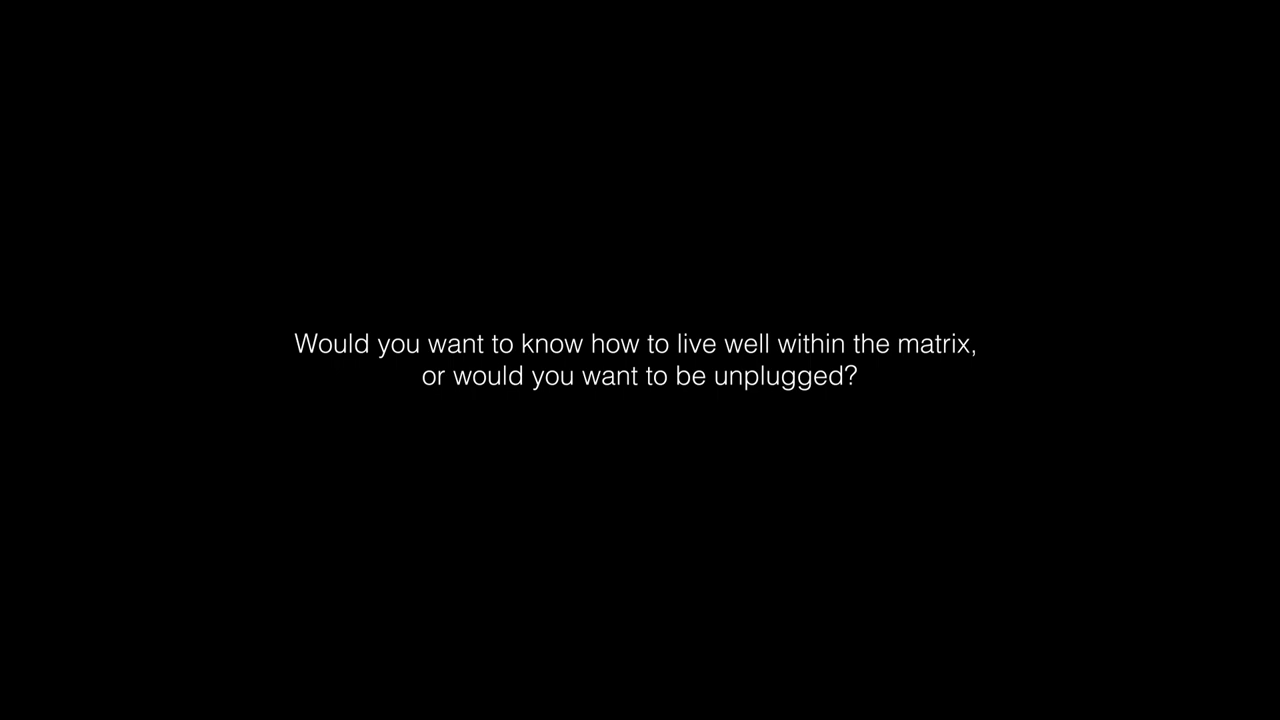 Would you want to know how to live well within the matrix,
or would you want to be unplugged?